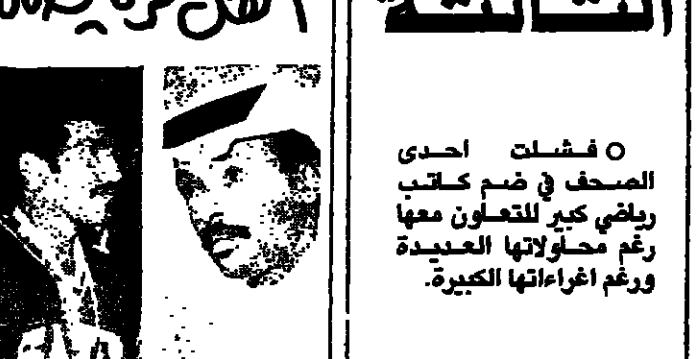 ○ فشلت احدى
الصحف في ضم كاتب
رياضي كبير للتعاون معها
رغم محاولاتها العديدة
ورغم اغراءاتها الكبيرة.